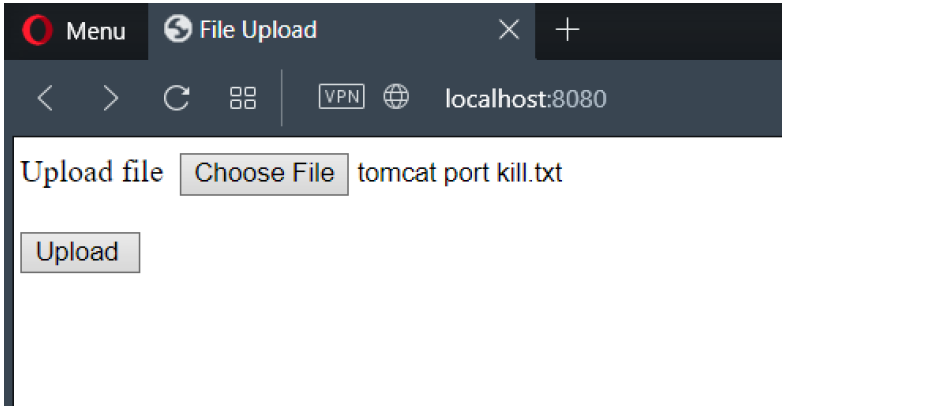 Menu File Upload
VPN localhost:8080
Upload file Choose File tomcat port kill.txt
Upload